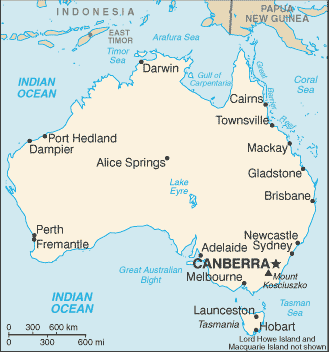 INDONESIA
PAPUA
NEW GUINEA
EAST
TIMOR
Arafura Sea
Timor
Sea
Darwin
INDIAN
OCEAN
Gulf of
Carpentaria
Great Barrier Reef
Coral
Sea
Cairns
Townsville
Port Hedland
Dampier
Mackay
Alice Springs
Gladstone
Lake
Eyre
Brisbane
Perth
Fremantle
Newcastle
Adelaide
Sydney
CANBERRA
Great Australian
Bight
Melbourne
Mount
Kosciuszko
INDIAN
OCEAN
Tasman
Sea
Launceston
Tasmania
Hobart
0 300 600 km
0 300 600 mi
Lord Howe Island and
Macquarie Island not shown